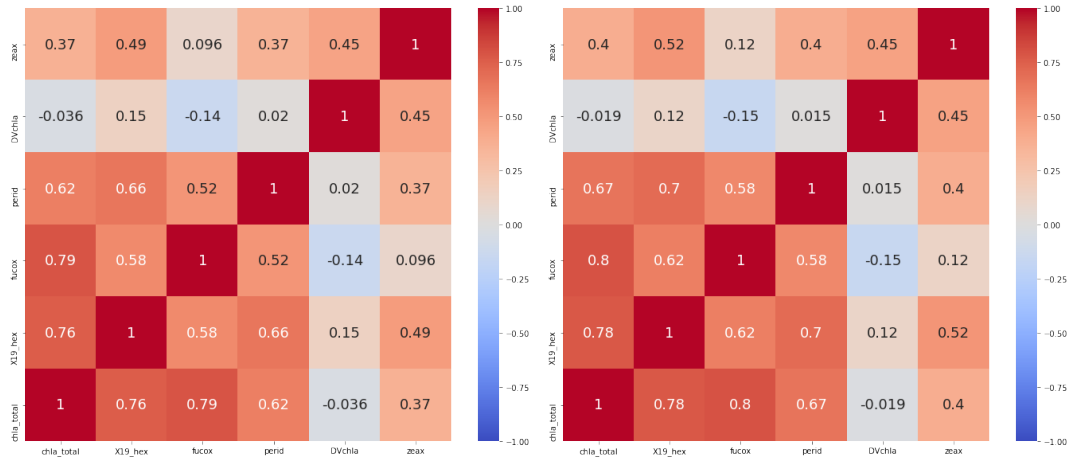 zeax 0.37 0.49 0.096 0.37 0.45 1
DVchla -0.036 0.15 -0.14 0.02 1 0.45
perid 0.62 0.66 0.52 1 0.02 0.37
fucox 0.79 0.58 1 0.52 -0.14 0.096
X19_hex 0.76 1 0.58 0.66 0.15 0.49
chla_total 1 0.76 0.79 0.62 -0.036 0.37
chla_total X19_hex fucox perid DVchla zeax
1.00
0.75
0.50
0.25
0.00
−0.25
−0.50
−0.75
−1.00
zeax 0.4 0.52 0.12 0.4 0.45 1
DVchla -0.019 0.12 -0.15 0.015 1 0.45
perid 0.67 0.7 0.58 1 0.015 0.4
fucox 0.8 0.62 1 0.58 -0.15 0.12
X19_hex 0.78 1 0.62 0.7 0.12 0.52
chla_total 1 0.78 0.8 0.67 -0.019 0.4
chla_total X19_hex fucox perid DVchla zeax
1.00
0.75
0.50
0.25
0.00
−0.25
−0.50
−0.75
−1.00